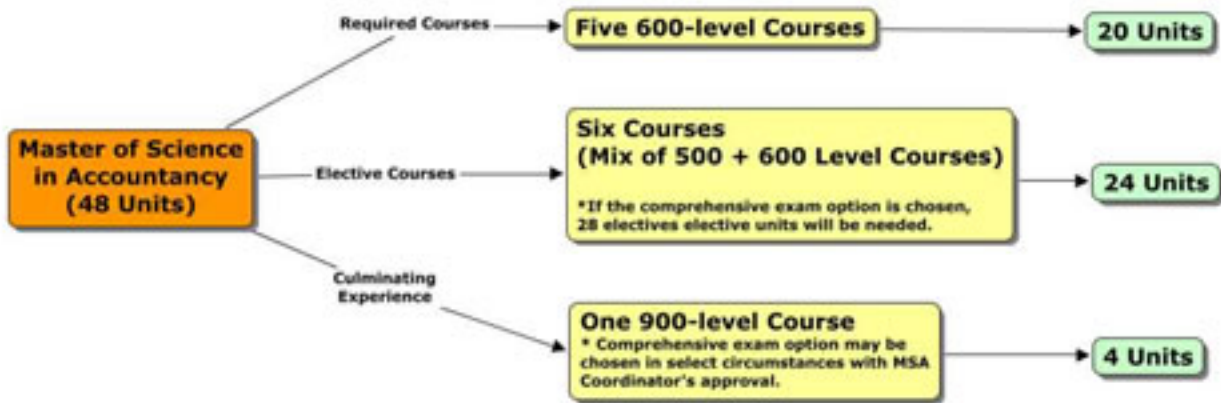 Required Courses
Five 600-level Courses
20 Units
Master of Science
in Accountancy
(48 Units)
Elective Courses
Six Courses
(Mix of 500 + 600 Level Courses)
*If the comprehensive exam option is chosen,
28 electives elective units will be needed.
24 Units
Culminating
Experience
One 900-level Course
* Comprehensive exam option may be
chosen in select circumstances with MSA
Coordinator's approval.
4 Units